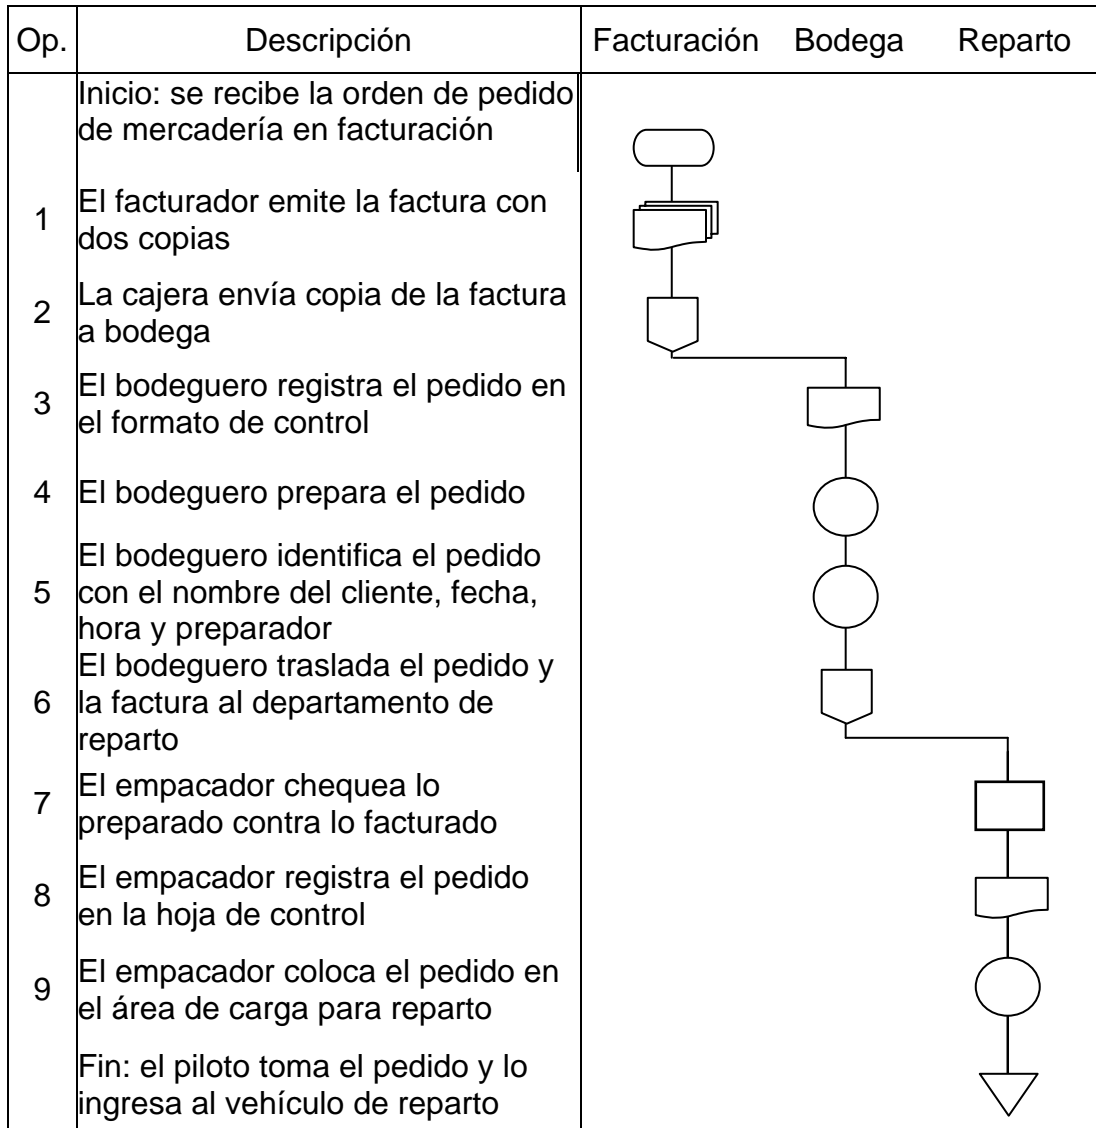 Op. Descripción Facturación Bodega Reparto
Inicio: se recibe la orden de pedido
de mercadería en facturación
1 El facturador emite la factura con
dos copias
2 La cajera envía copia de la factura
a bodega
3 El bodeguero registra el pedido en
el formato de control
4 El bodeguero prepara el pedido
El bodeguero identifica el pedido
5 con el nombre del cliente, fecha,
hora y preparador
El bodeguero traslada el pedido y
6 la factura al departamento de
reparto
7 El empacador chequea lo
preparado contra lo facturado
8 El empacador registra el pedido
en la hoja de control
9 El empacador coloca el pedido en
el área de carga para reparto
Fin: el piloto toma el pedido y lo
ingresa al vehículo de reparto